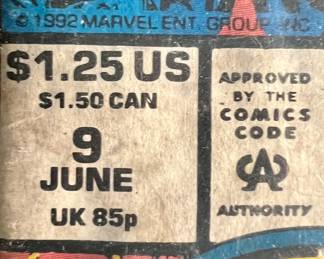 © 1992 MARVEL ENT. GROUP, INC
$1.25 US
$1.50 CAN
9
JUNE
UK 85p
APPROVED
BY THE
COMICS
CODE
CA
AUTHORITY